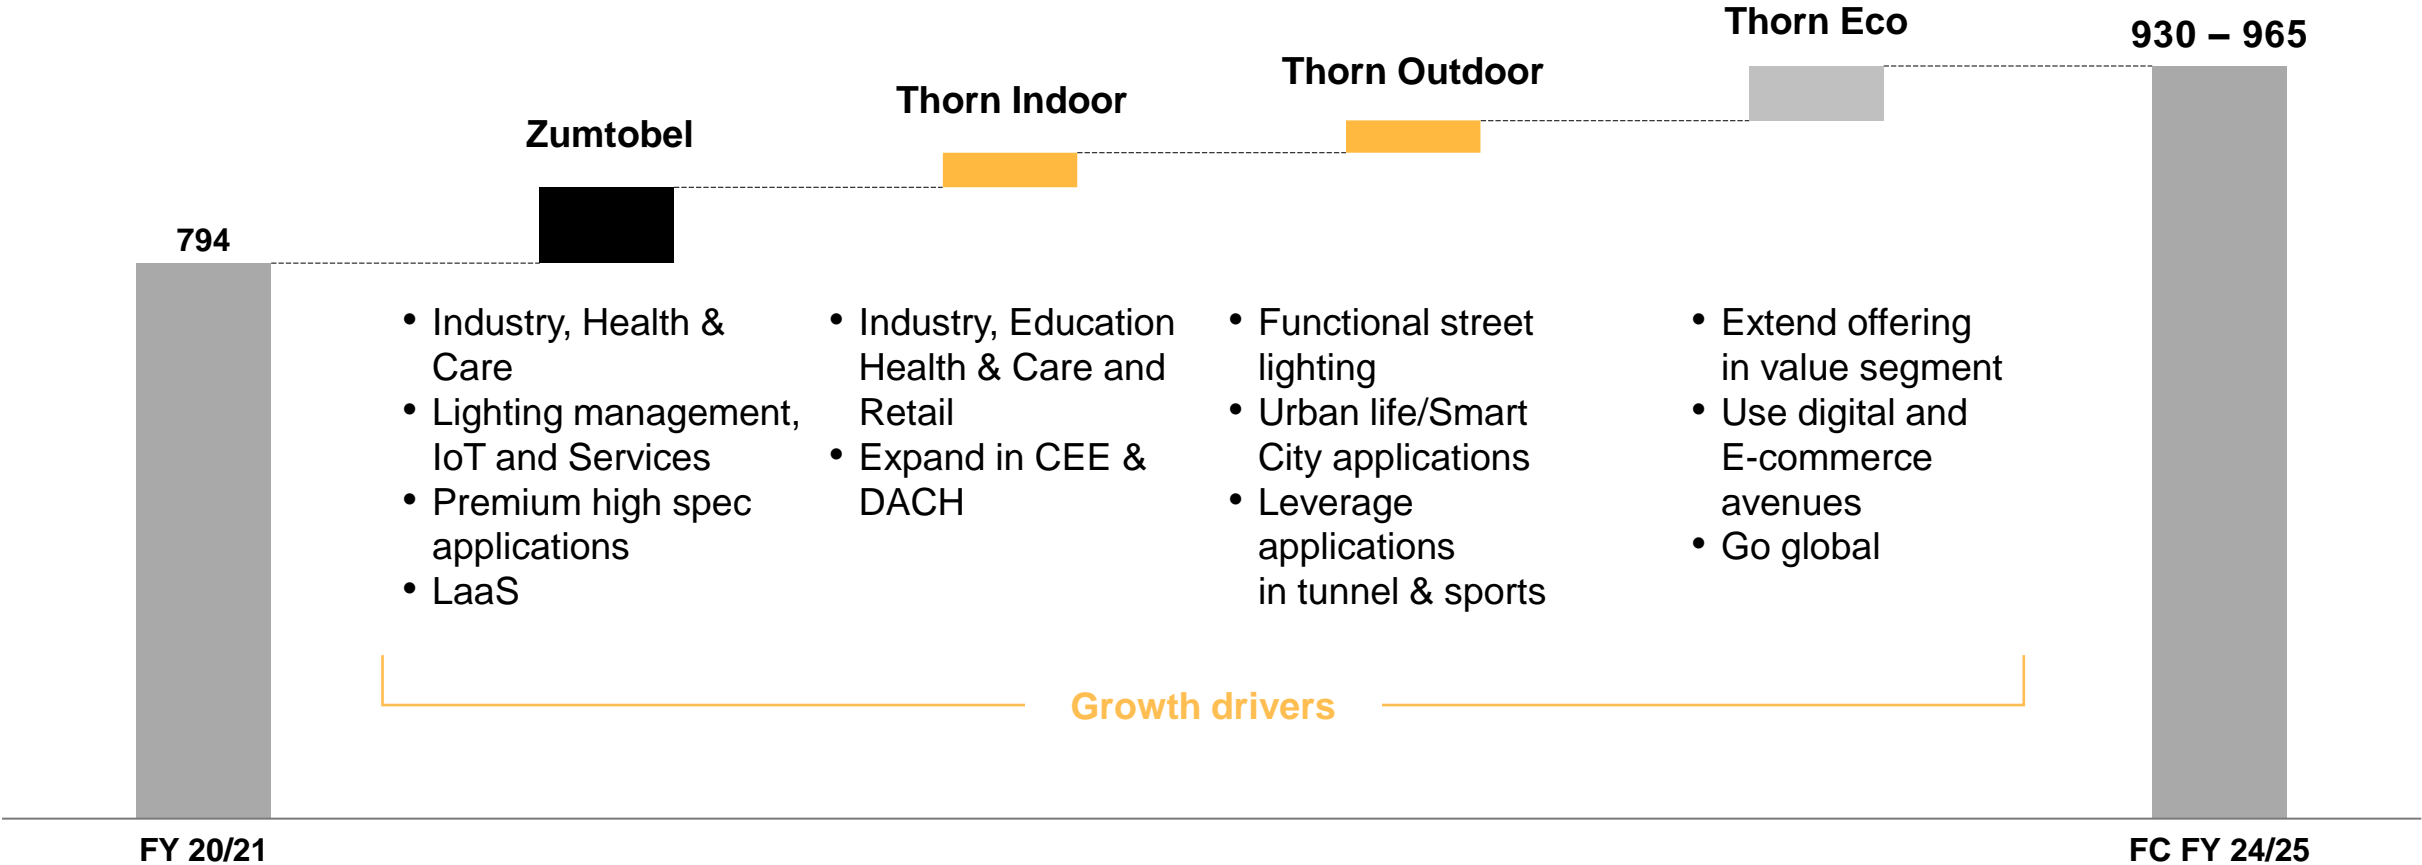 Thorn Eco
930 – 965
Thorn Outdoor
Thorn Indoor
Zumtobel
794
• Industry, Health &
Care
• Lighting management,
IoT and Services
• Premium high spec
applications
• LaaS
• Industry, Education
Health & Care and
Retail
• Expand in CEE &
DACH
• Functional street
lighting
• Urban life/Smart
City applications
• Leverage
applications
in tunnel & sports
• Extend offering
in value segment
• Use digital and
E-commerce
avenues
• Go global
Growth drivers
FY 20/21
FC FY 24/25